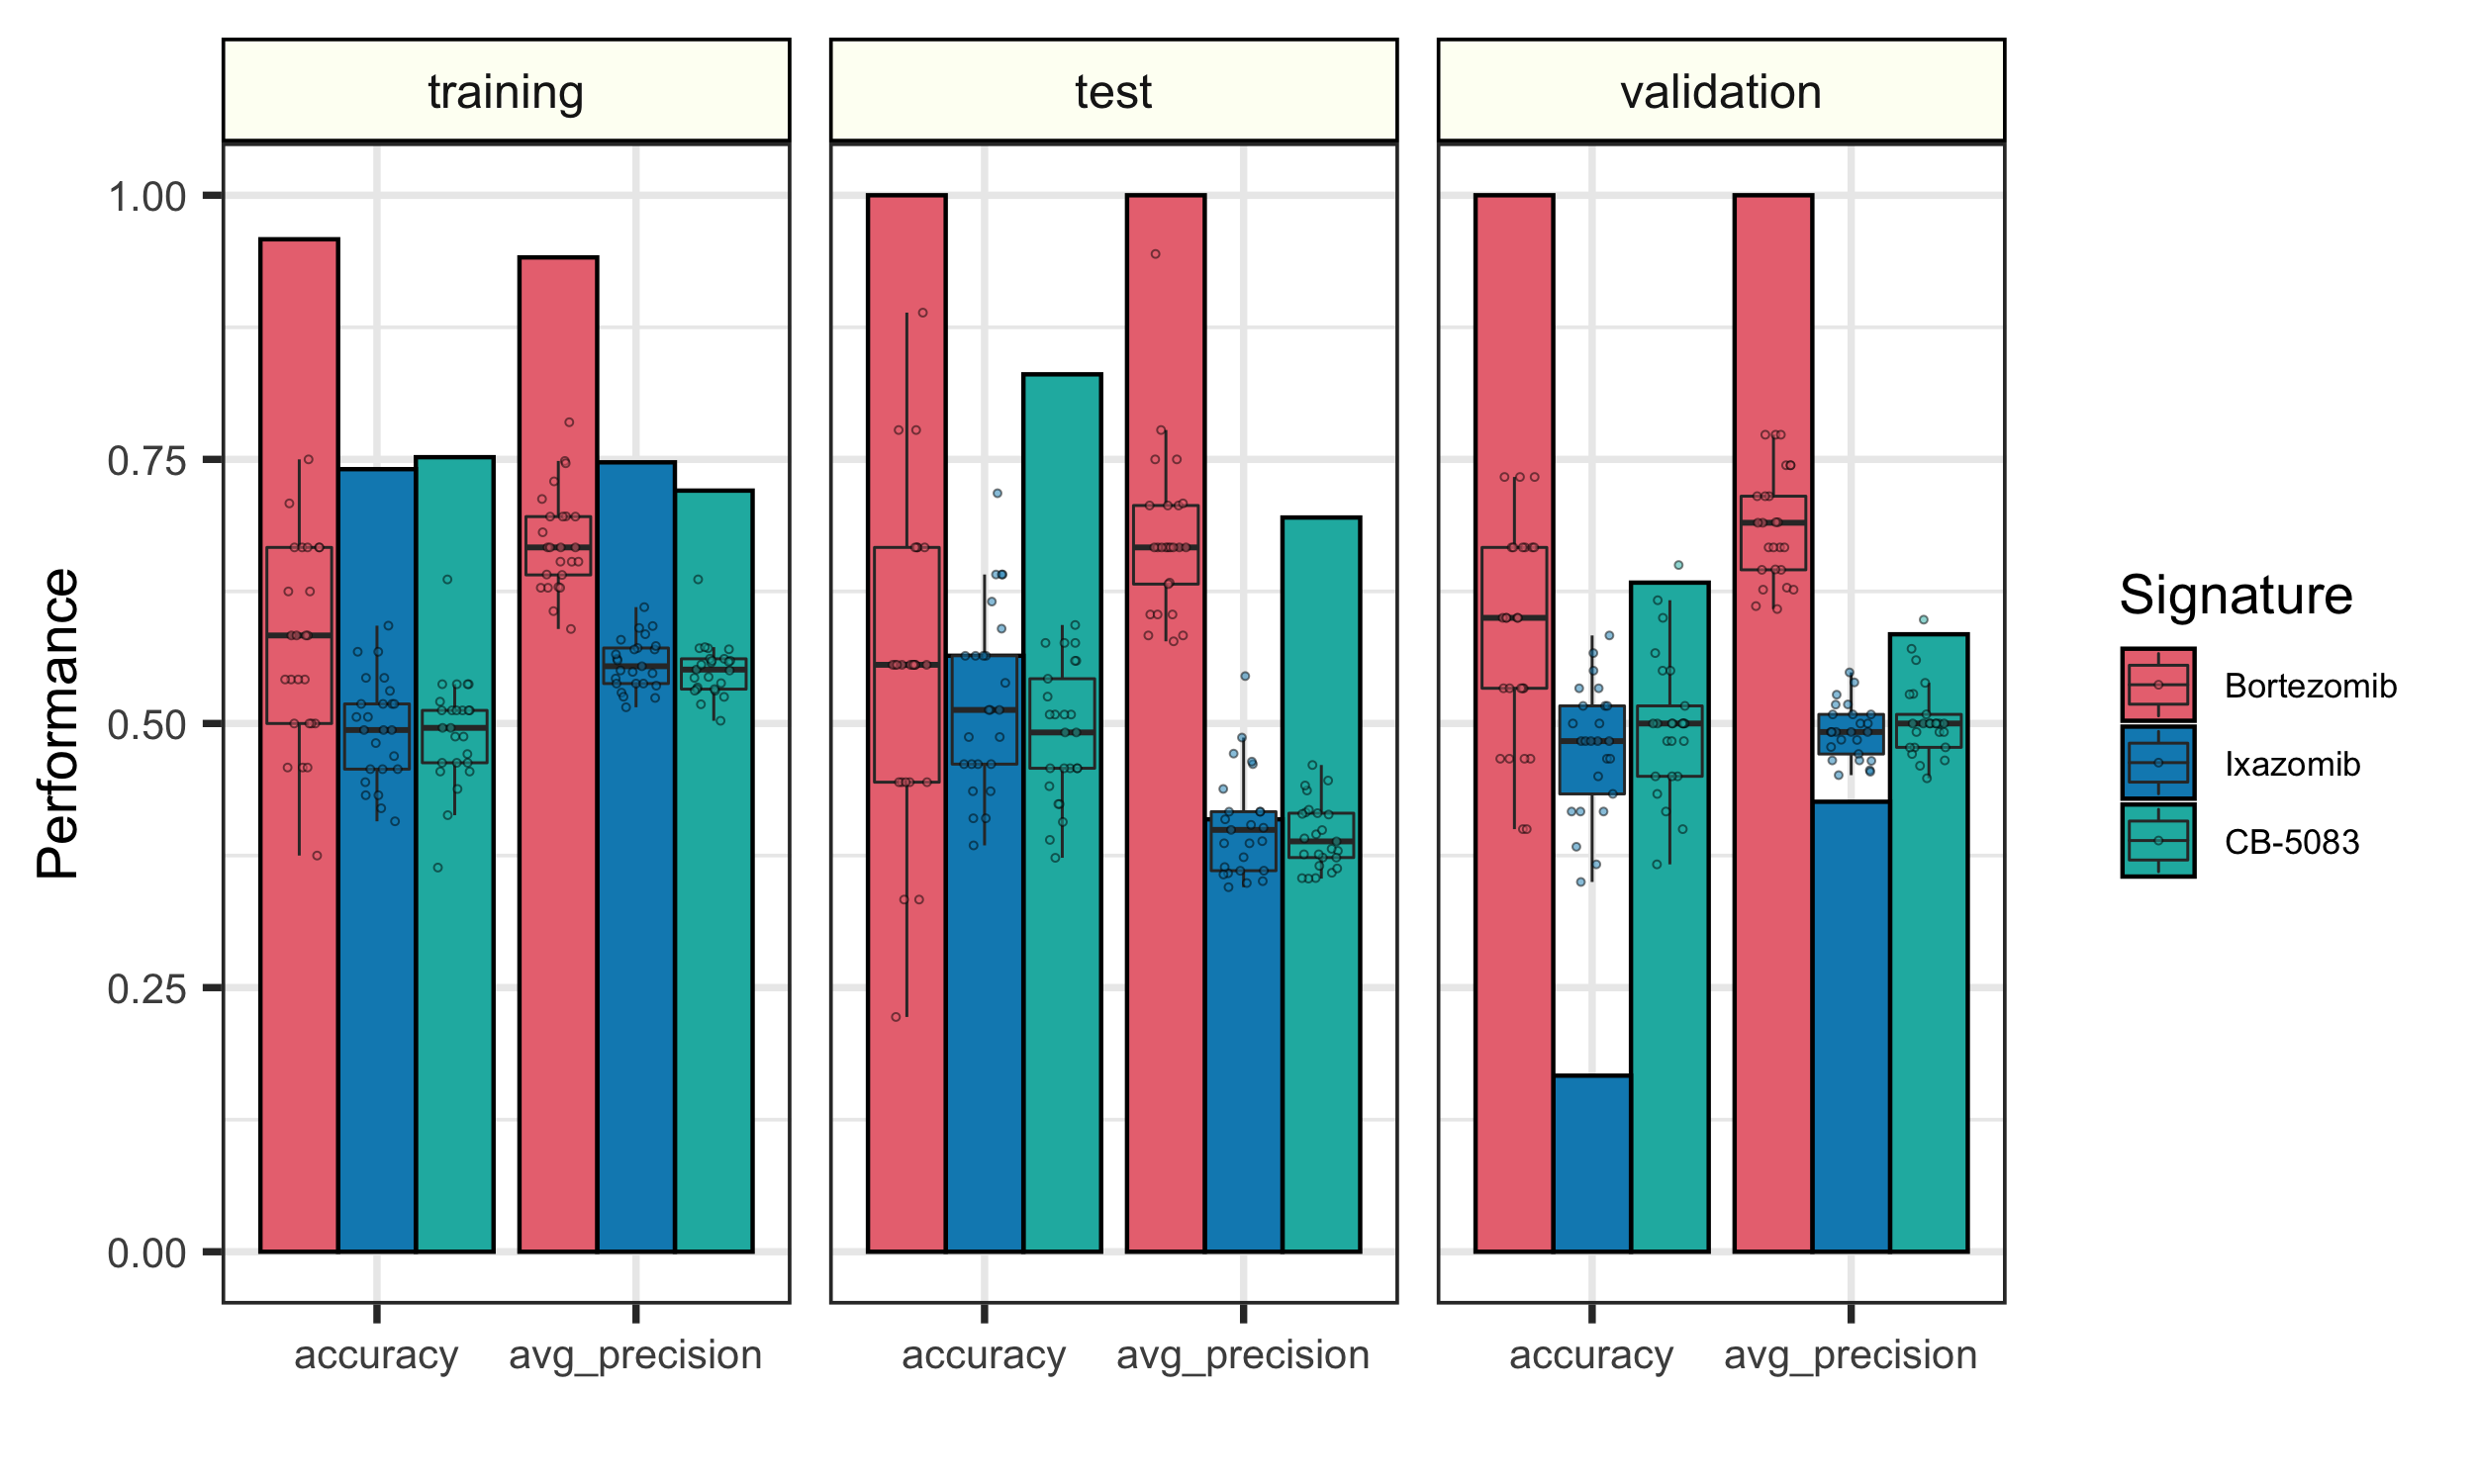 training
test
validation
Performance
1.00
0.75
0.50
0.25
0.00
accuracy
avg_precision
accuracy
avg_precision
accuracy
avg_precision
Signature
Bortezomib
Ixazomib
CB-5083